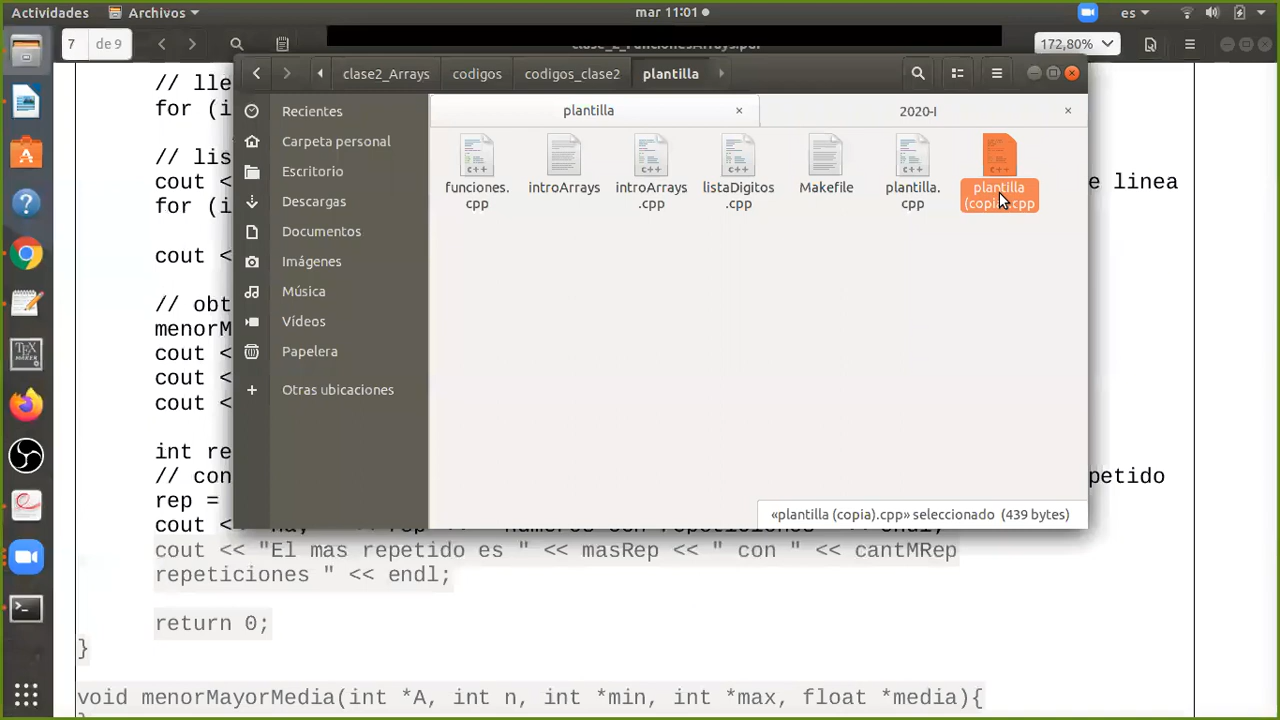 Actividades
Archivos
mar 11:01
es
7
de 9
172,80%
clase2_Arrays
codigos
codigos_clase2
plantilla
plantilla
2020-I
Recientes
Carpeta personal
Escritorio
Descargas
Documentos
Imágenes
Música
Vídeos
Papelera
Otras ubicaciones
funciones.
cpp
introArrays
introArrays
.cpp
listaDigitos
.cpp
Makefile
plantilla.
cpp
plantilla
(copia).cpp
«plantilla (copia).cpp» seleccionado (439 bytes)
// lle
for (i
// lis
cout < e linea
for (i
cout <
// obt
menorM
cout <
cout <
cout <
int re
// con petido
rep =
cout <
cout << "El mas repetido es " << masRep << " con " << cantMRep
repeticiones " << endl;
return 0;
}
void menorMayorMedia(int *A, int n, int *min, int *max, float *media){